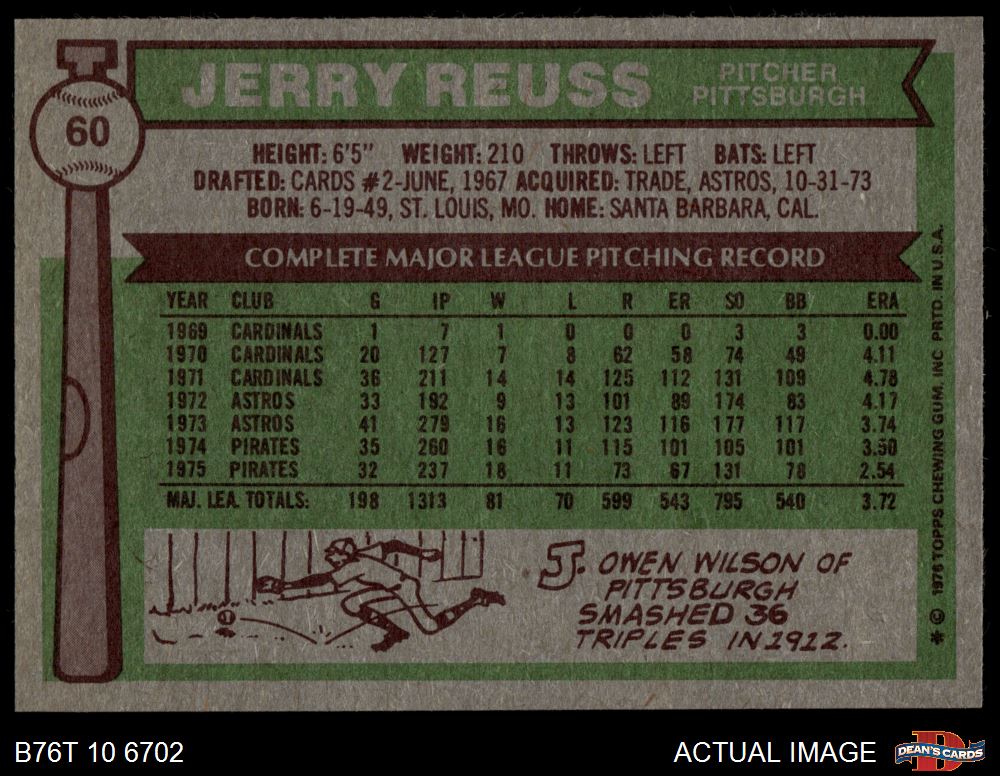 T
60
JERRY REUSS
PITCHER
PITTSBURGH
HEIGHT: 6'5" WEIGHT: 210 THROWS: LEFT BATS: LEFT
DRAFTED: CARDS #2-JUNE, 1967 ACQUIRED: TRADE, ASTROS, 10-31-73
BORN: 6-19-49, ST. LOUIS, MO. HOME: SANTA BARBARA, CAL.
COMPLETE MAJOR LEAGUE PITCHING RECORD
YEAR CLUB G IP W L R ER SO BB ERA
1969 CARDINALS 1 7 1 0 0 0 3 3 0.00
1970 CARDINALS 20 127 7 8 62 58 74 49 4.11
1971 CARDINALS 36 211 14 14 125 112 131 109 4.78
1972 ASTROS 33 192 9 13 101 89 174 83 4.17
1973 ASTROS 41 279 16 13 123 116 177 117 3.74
1974 PIRATES 35 260 16 11 115 101 105 101 3.50
1975 PIRATES 32 237 18 11 73 67 131 78 2.54
MAJ. LEA. TOTALS: 198 1313 81 70 599 543 795 540 3.72
J. OWEN WILSON OF
PITTSBURGH
SMASHED 36
TRIPLES IN 1912.
* © 1976 TOPPS CHEWING GUM, INC PRTD. IN U.S.A.
B76T 10 6702
ACTUAL IMAGE
DEAN'S CARDS